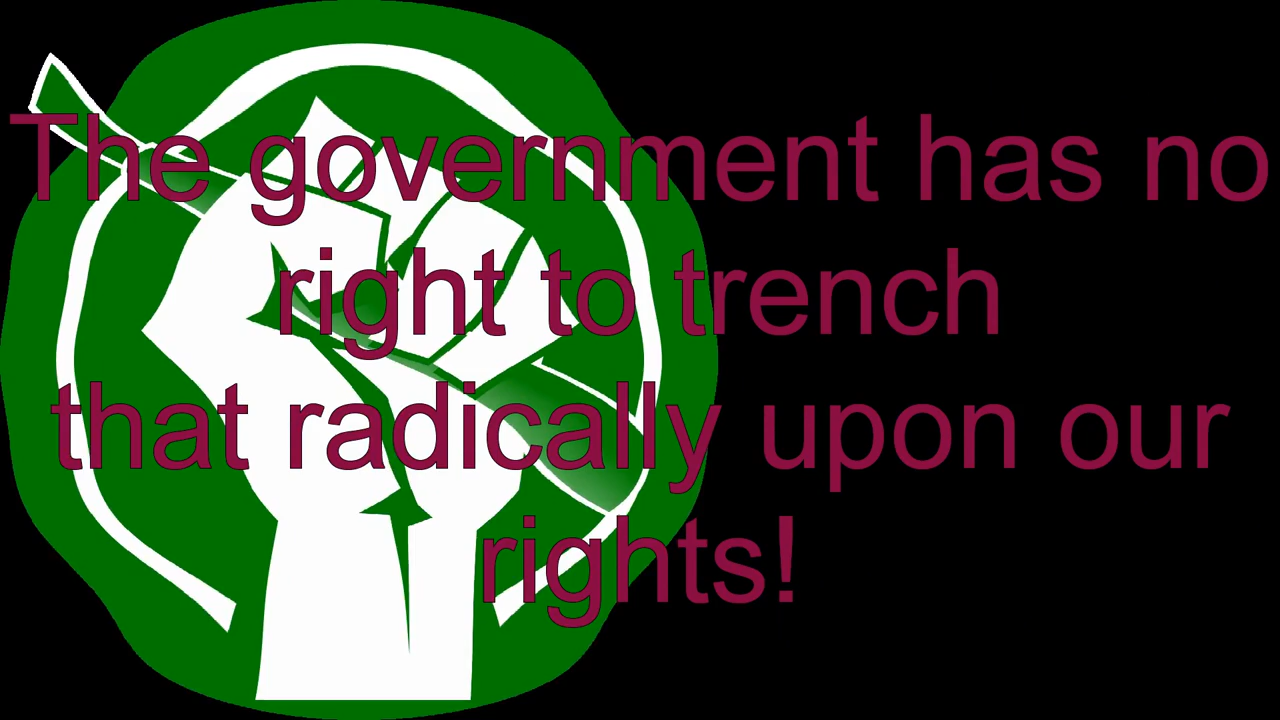 The government has no
right to trench
that radically upon our
rights!